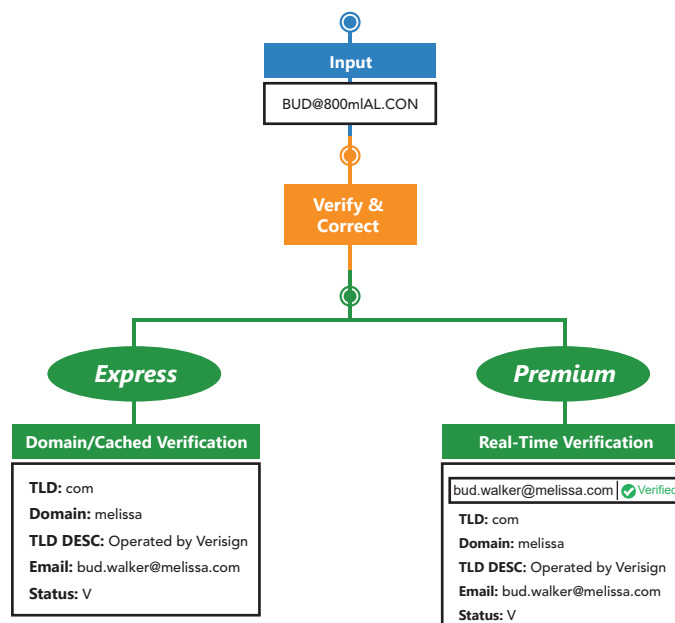 Input
BUD@800mlAL.CON
Verify &
Correct
Express
Premium
Domain/Cached Verification
TLD: com
Domain: melissa
TLD DESC: Operated by Verisign
Email: bud.walker@melissa.com
Status: V
Real-Time Verification
bud.walker@melissa.com Verified
TLD: com
Domain: melissa
TLD DESC: Operated by Verisign
Email: bud.walker@melissa.com
Status: V